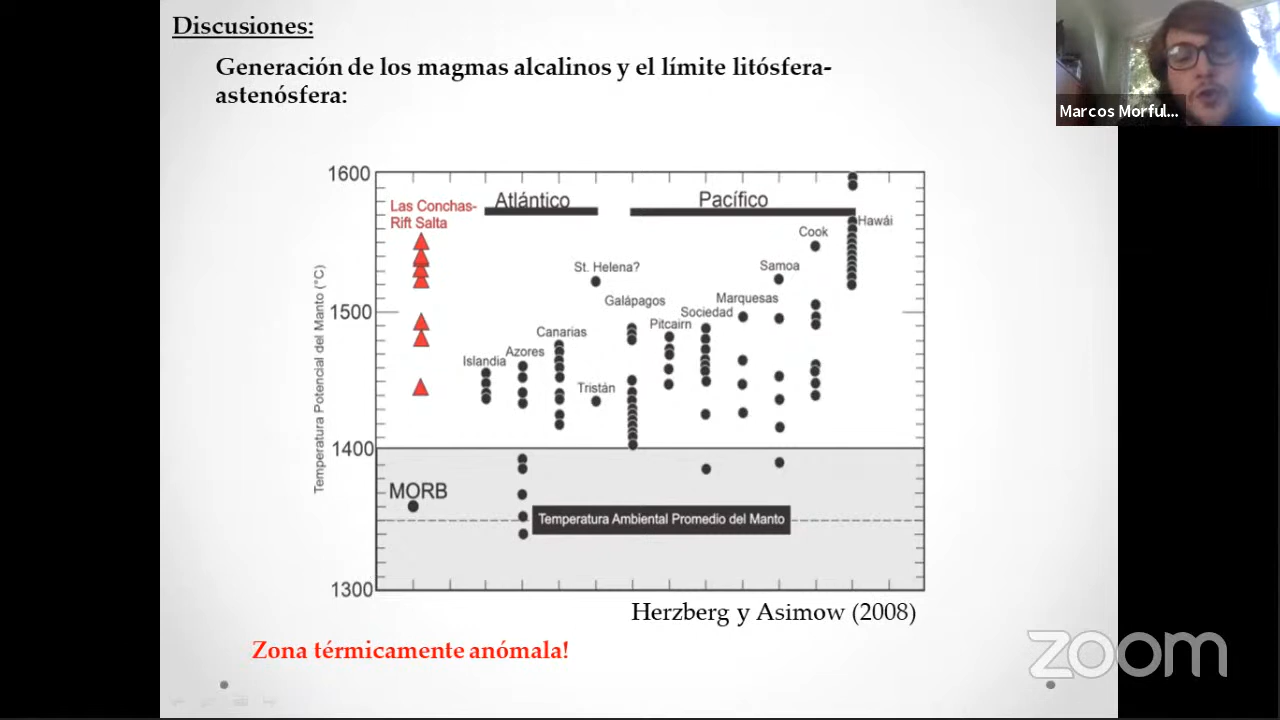 Discusiones:
Generación de los magmas alcalinos y el límite litósfera-
astenósfera:
Marcos Morful...
1600
1500
1400
1300
Temperatura Potencial del Manto (°C)
Las Conchas-
Rift Salta
Atlántico
Pacífico
Hawái
Cook
Samoa
St. Helena?
Marquesas
Galápagos
Sociedad
Pitcairn
Canarias
Azores
Islandia
Tristán
MORB
Temperatura Ambiental Promedio del Manto
Herzberg y Asimow (2008)
Zona térmicamente anómala!
zoom